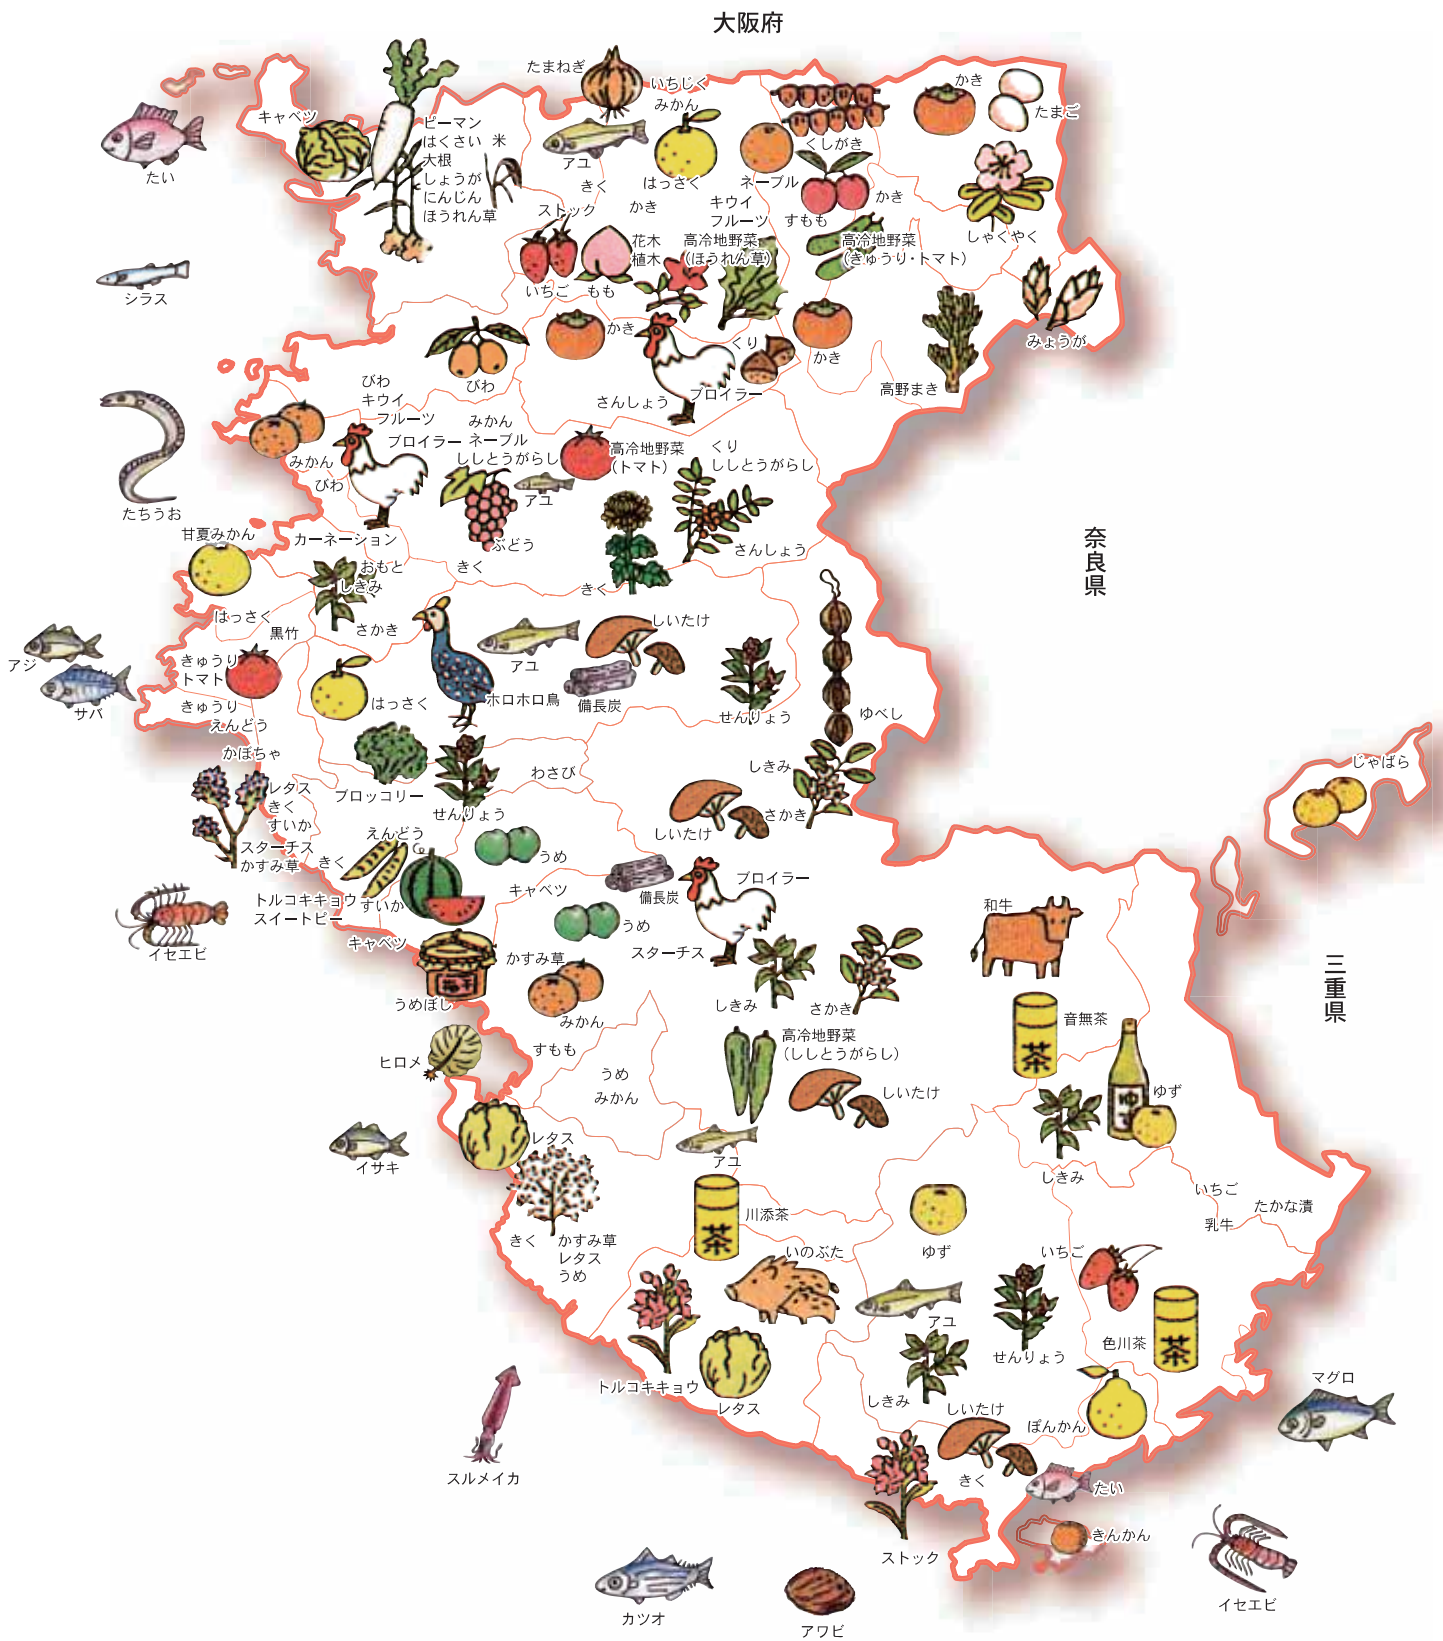 大阪府
たまねぎ
いちじく
みかん
かき
たまご
キャベツ
ピーマン
はくさい 米
大根
しょうが
にんじん
ほうれん草
アユ
きく
はっさく
ネーブル
くしがき
たい
ストック
かき
キウイ
フルーツ
すもも
かき
しゃくやく
花木
植木
高冷地野菜
(ほうれん草)
高冷地野菜
(きゅうり・トマト)
シラス
いちご
もも
かき
くり
かき
みょうが
びわ
高野まき
さんしょう
ブロイラー
びわ
キウイ
フルーツ
みかん
ネーブル
ししとうがらし
ブロイラー
高冷地野菜
(トマト)
くり
ししとうがらし
みかん
びわ
アユ
たちうお
ぶどう
甘夏みかん
カーネーション
さんしょう
奈良県
おもと
しきみ
きく
きく
はっさく
黒竹
さかき
しいたけ
アジ
きゅうり
トマト
アユ
サバ
きゅうり
えんどう
はっさく
ホロホロ鳥
備長炭
せんりょう
ゆべし
かぼちゃ
じゃばら
レタス
きく
すいか
ブロッコリー
わさび
しきみ
せんりょう
しいたけ
さかき
スターチス
かすみ草
きく
えんどう
うめ
トルコキキョウ
スイートピー
すいか
キャベツ
備長炭
ブロイラー
うめ
和牛
イセエビ
キャベツ
かすみ草
スターチス
三重県
うめぼし
梅干
みかん
しきみ
さかき
音無茶
茶
ヒロメ
すもも
高冷地野菜
(ししとうがらし)
うめ
みかん
しいたけ
ゆず
イサキ
レタス
アユ
しきみ
いちご
たかな漬
乳牛
川添茶
茶
きく
かすみ草
レタス
うめ
いのぶた
ゆず
いちご
アユ
せんりょう
色川茶
茶
トルコキキョウ
レタス
しきみ
しいたけ
ぽんかん
マグロ
スルメイカ
きく
たい
きんかん
ストック
カツオ
アワビ
イセエビ